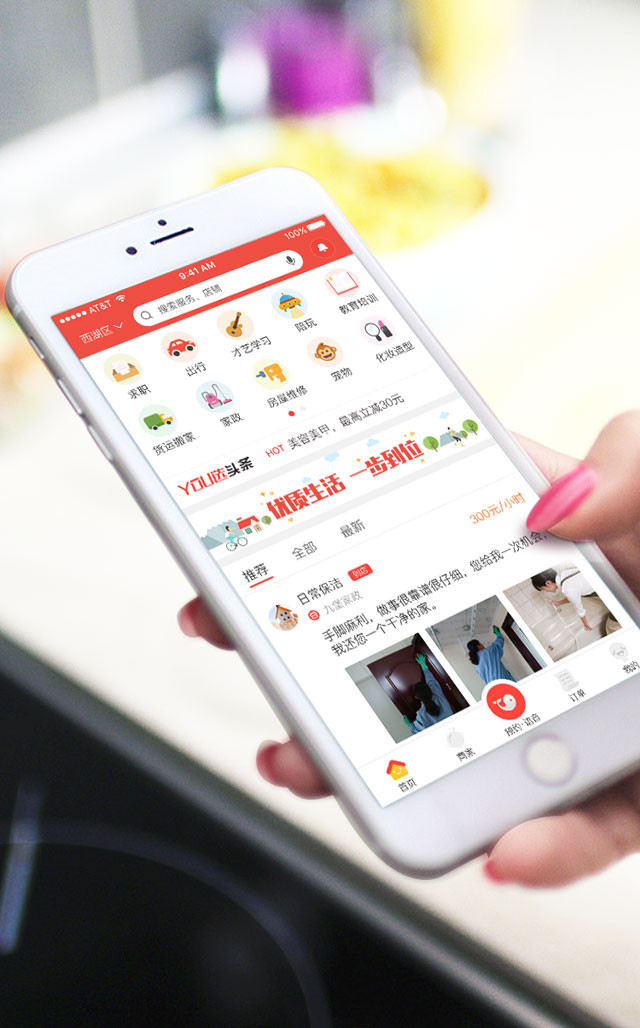 AT&T 9:41 AM 100%
西湖区 搜索服务、店铺
求职 出行 才艺学习 陪玩 教育培训
货运搬家 家政 房屋维修 宠物 化妆造型
YOU选头条 HOT 美容美甲,最高立减30元
优质生活 一步到位
推荐 全部 最新
日常保洁 到店 300元/小时
九堡家政
手脚麻利,做事很靠谱很仔细,您给我一次机会,
我还您一个干净的家。
首页 商家 预约·语音 订单 我的